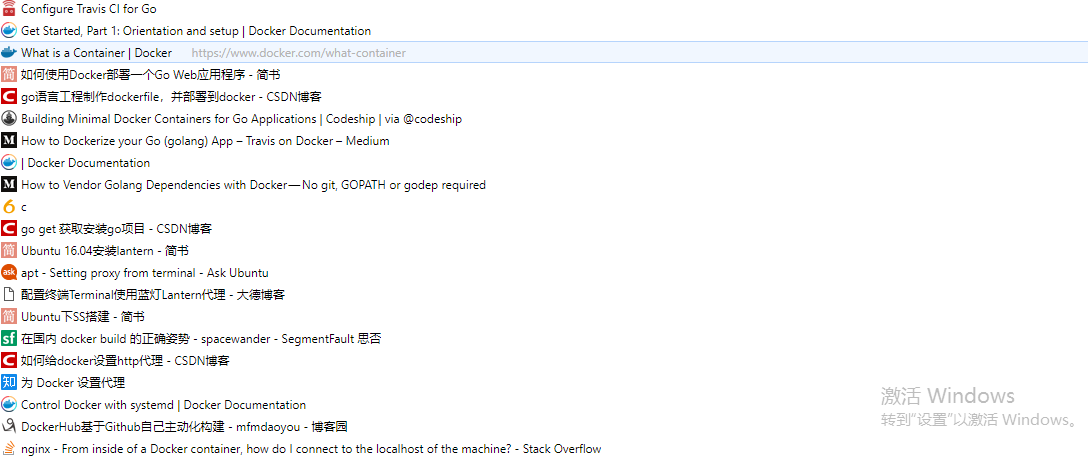 Configure Travis CI for Go
Get Started, Part 1: Orientation and setup | Docker Documentation
What is a Container | Docker https://www.docker.com/what-container
简 如何使用Docker部署一个Go Web应用程序 - 简书
C go语言工程制作dockerfile，并部署到docker - CSDN博客
Building Minimal Docker Containers for Go Applications | Codeship | via @codeship
M How to Dockerize your Go (golang) App – Travis on Docker – Medium
| Docker Documentation
M How to Vendor Golang Dependencies with Docker — No git, GOPATH or godep required
6 c
C go get 获取安装go项目 - CSDN博客
简 Ubuntu 16.04安装lantern - 简书
ask apt - Setting proxy from terminal - Ask Ubuntu
配置终端Terminal使用蓝灯Lantern代理 - 大德博客
简 Ubuntu下SS搭建 - 简书
sf 在国内 docker build 的正确姿势 - spacewander - SegmentFault 思否
C 如何给docker设置http代理 - CSDN博客
知 为 Docker 设置代理
Control Docker with systemd | Docker Documentation
激活 Windows
转到"设置"以激活 Windows。
DockerHub基于Github自己主动化构建 - mfmdaoyou - 博客园
nginx - From inside of a Docker container, how do I connect to the localhost of the machine? - Stack Overflow